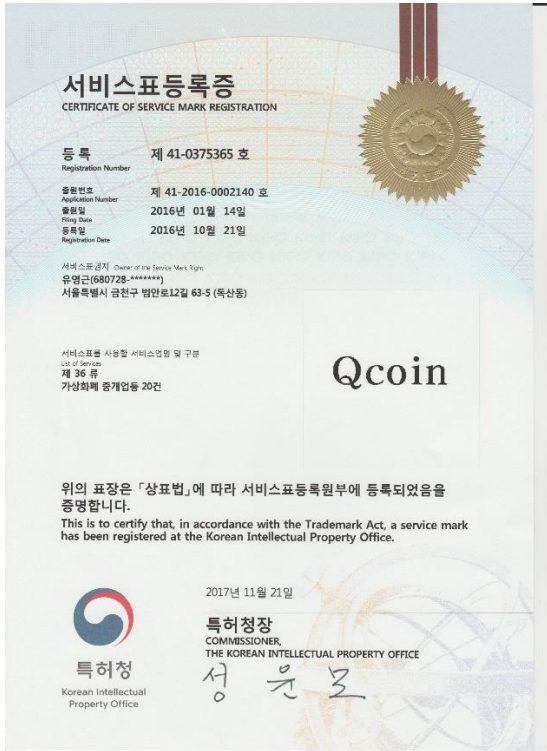 서비스표등록증
CERTIFICATE OF SERVICE MARK REGISTRATION
등록 제 41-0375365 호
Registration Number
출원번호 제 41-2016-0002140 호
Application Number
출원일 2016년 01월 14일
Filing Date
등록일 2016년 10월 21일
Registration Date
서비스표권자 Owner of the Service Mark Right
유영근(680728-*******)
서울특별시 금천구 범안로12길 63-5 (독산동)
서비스표를 사용할 서비스업명 및 구분
List of Services
제 36 류
가상화폐 중개업등 20건
Qcoin
위의 표장은 「상표법」에 따라 서비스표등록원부에 등록되었음을
증명합니다.
This is to certify that, in accordance with the Trademark Act, a service mark
has been registered at the Korean Intellectual Property Office.
2017년 11월 21일
특허청장
COMMISSIONER,
THE KOREAN INTELLECTUAL PROPERTY OFFICE
성윤모
특허청
Korean Intellectual
Property Office